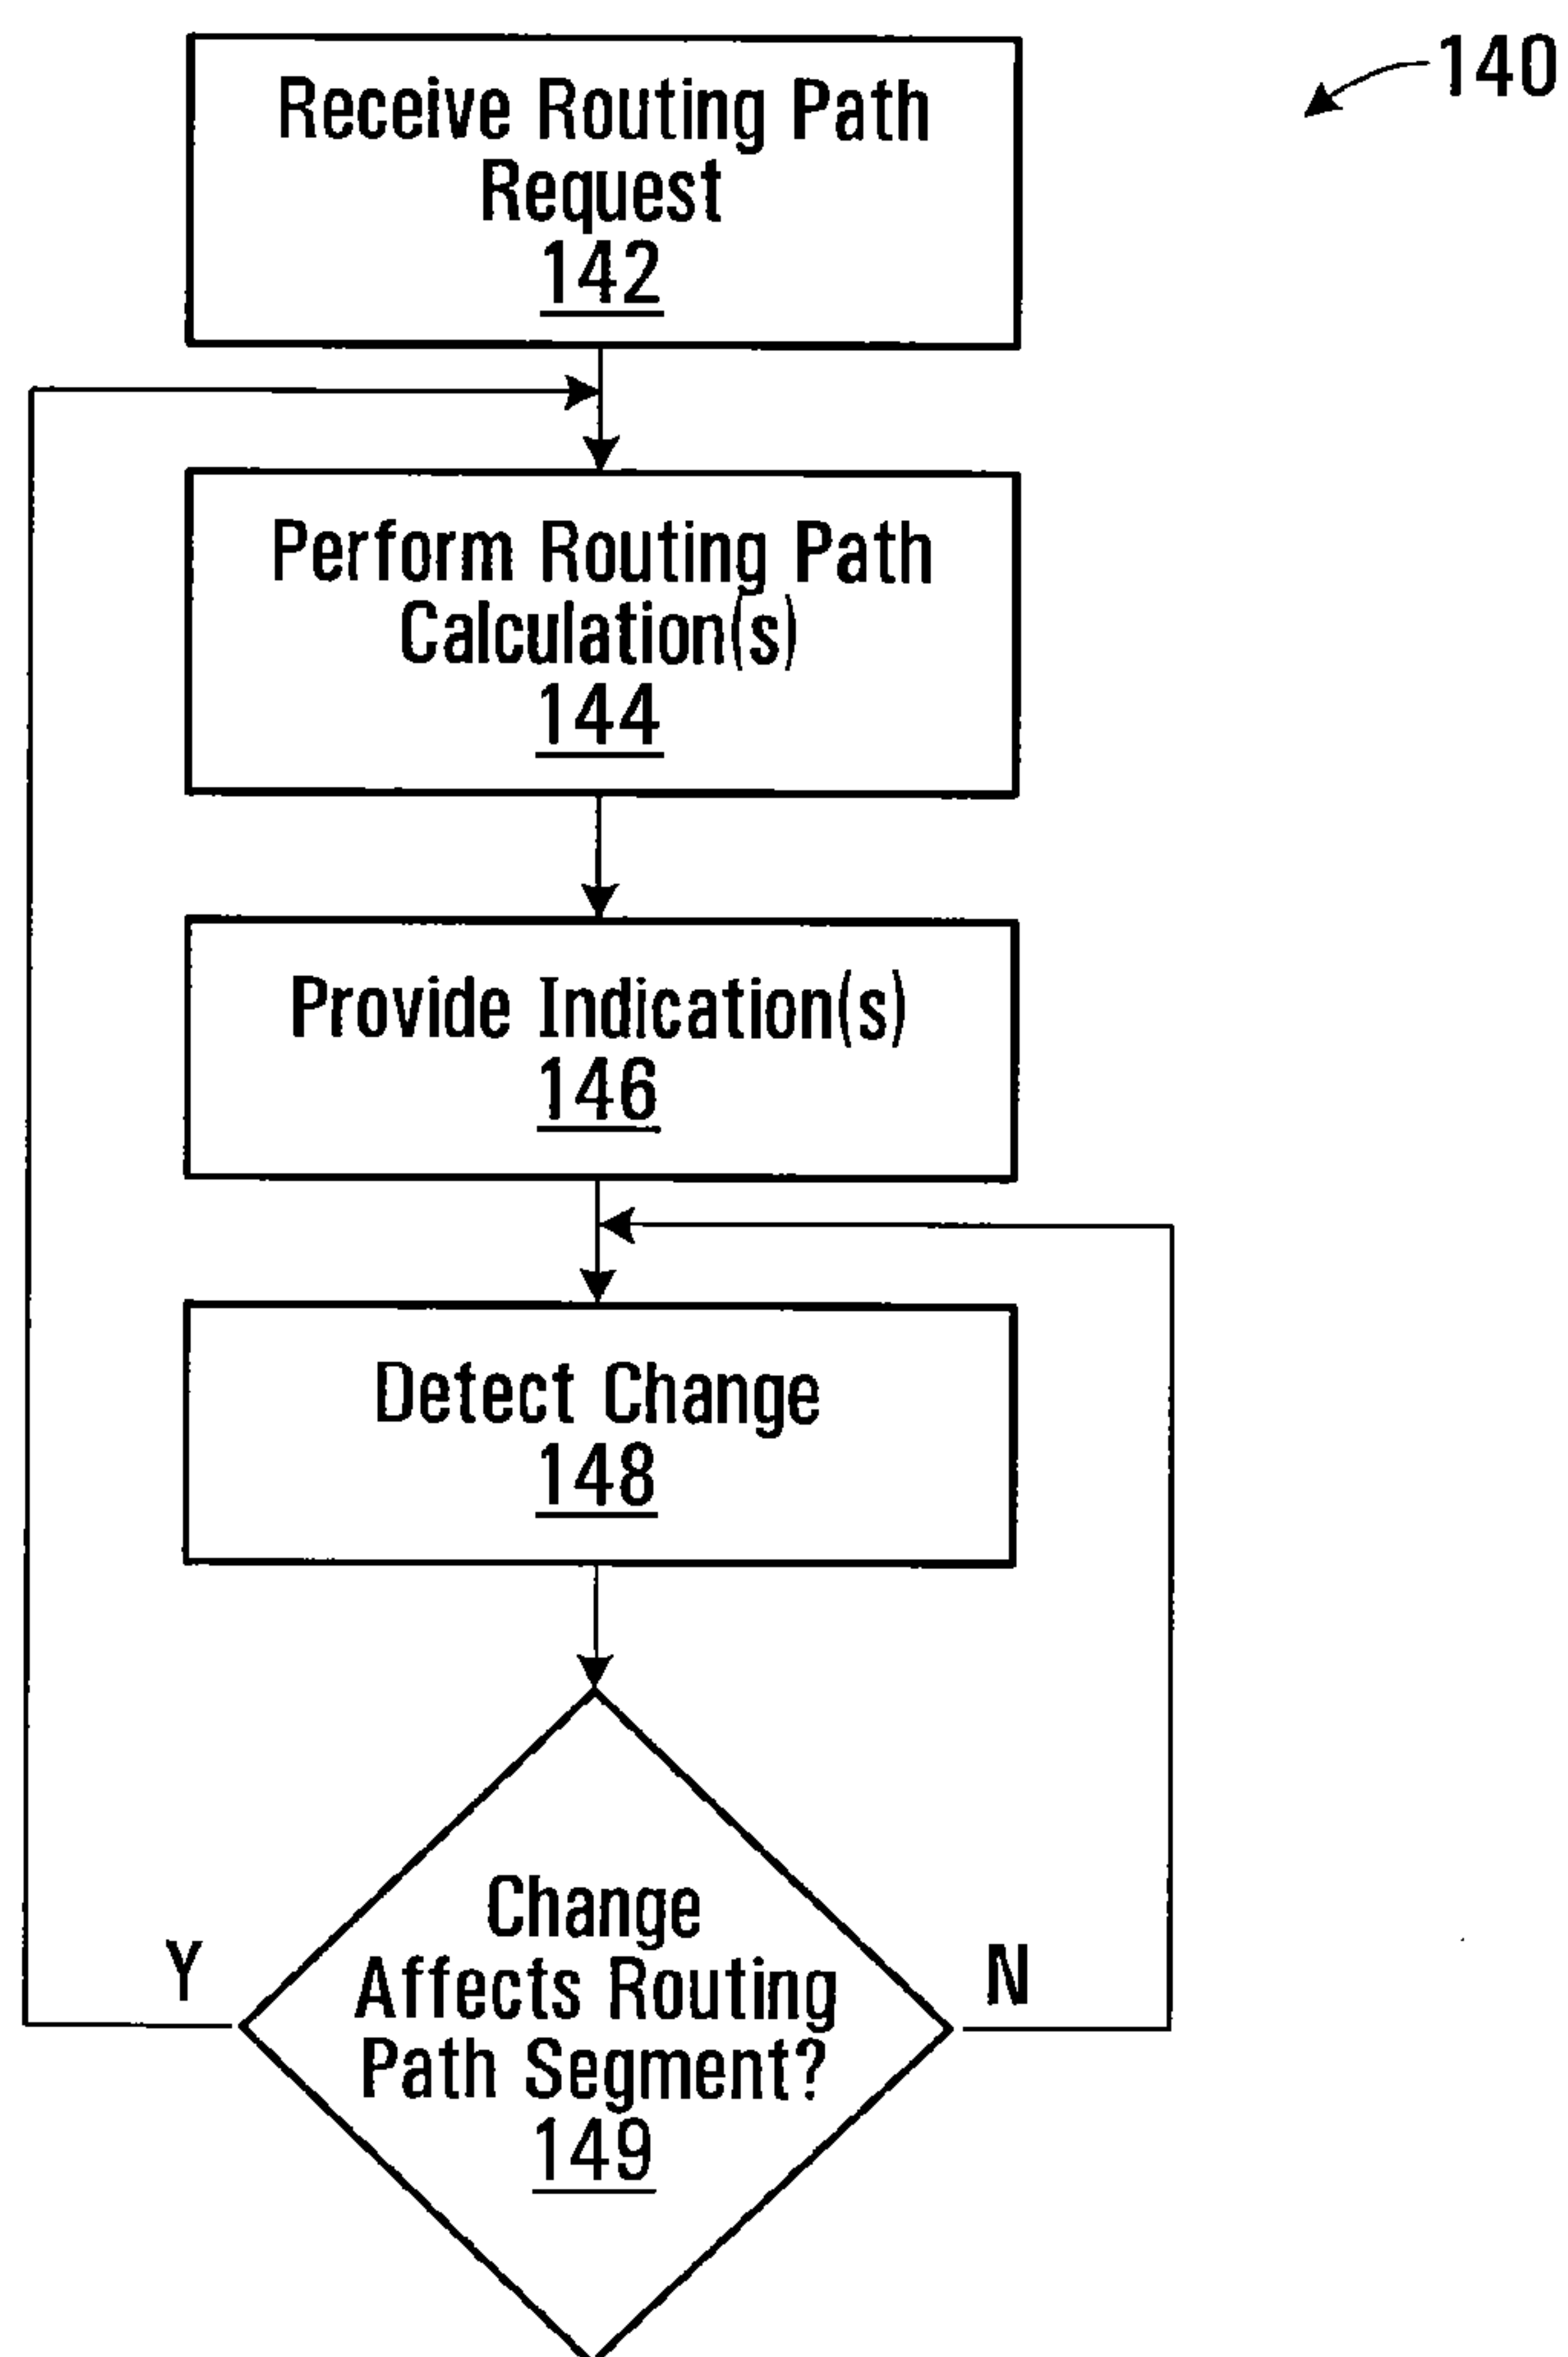 140
Receive Routing Path
Request
142
Perform Routing Path
Calculation(s)
144
Provide Indication(s)
146
Detect Change
148
Change
Affects Routing
Path Segment?
149
Y
N